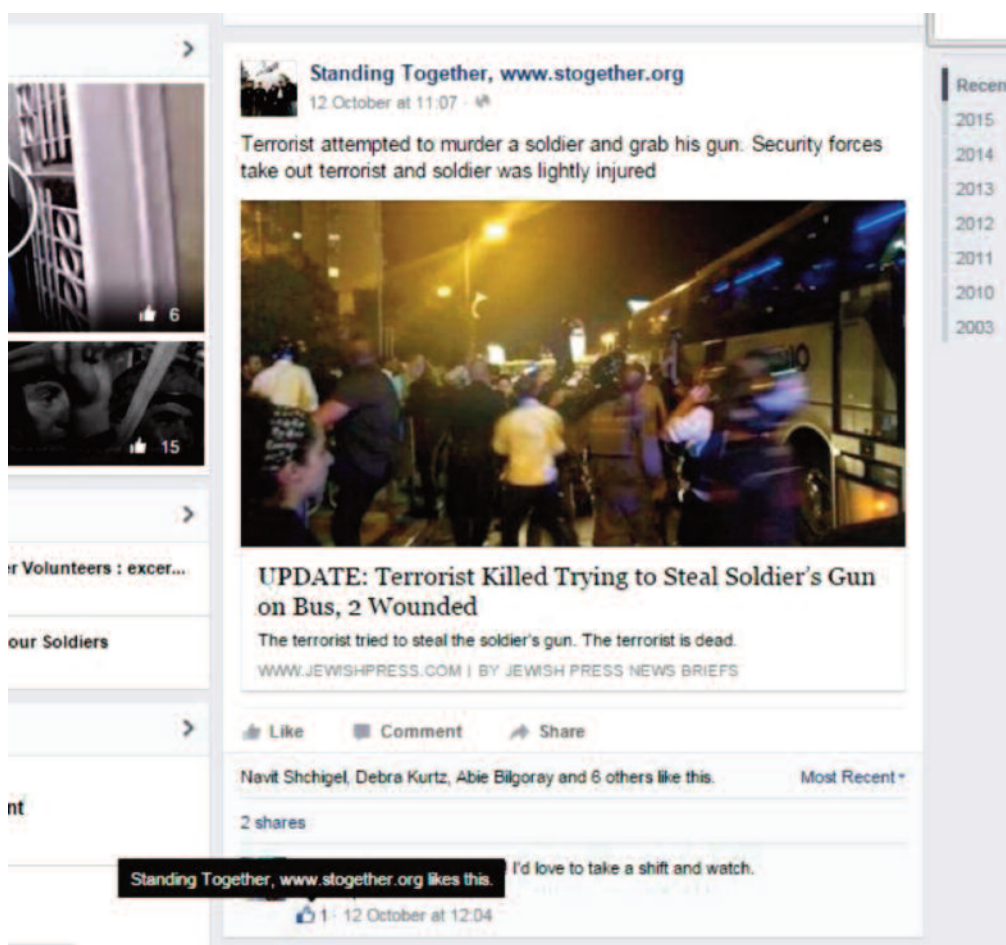 Standing Together, www.stogether.org
12 October at 11:07
Terrorist attempted to murder a soldier and grab his gun. Security forces
take out terrorist and soldier was lightly injured
6
15
r Volunteers : excer...
our Soldiers
nt
UPDATE: Terrorist Killed Trying to Steal Soldier's Gun
on Bus, 2 Wounded
The terrorist tried to steal the soldier's gun. The terrorist is dead.
WWW.JEWISHPRESS.COM | BY JEWISH PRESS NEWS BRIEFS
Like Comment Share
Navit Shchigel, Debra Kurtz, Abie Bilgoray and 6 others like this. Most Recent
2 shares
I'd love to take a shift and watch.
Standing Together, www.stogether.org likes this.
1 · 12 October at 12:04
Recen
2015
2014
2013
2012
2011
2010
2003